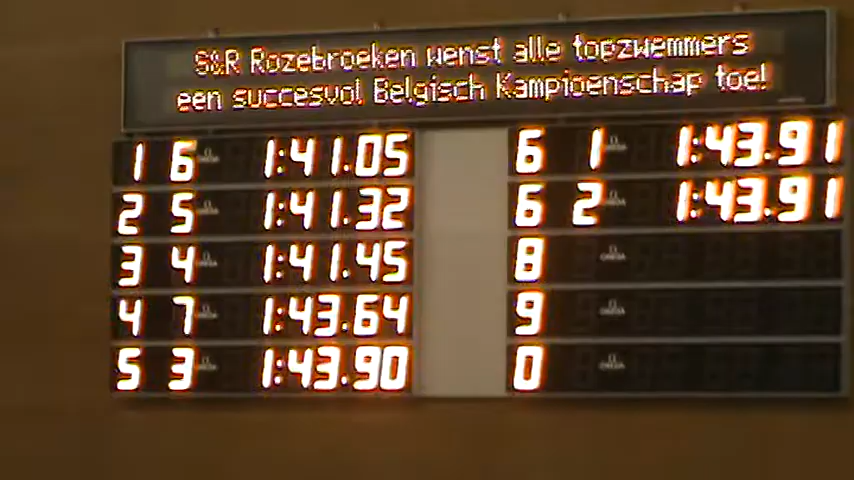 S&R Rozebroeken wenst alle topzwemmers
een succesvol Belgisch Kampioenschap toe!
1 6 1:41.05
2 5 1:41.32
3 4 1:41.45
4 7 1:43.64
5 3 1:43.90
6 1 1:43.91
6 2 1:43.91
8
9
0